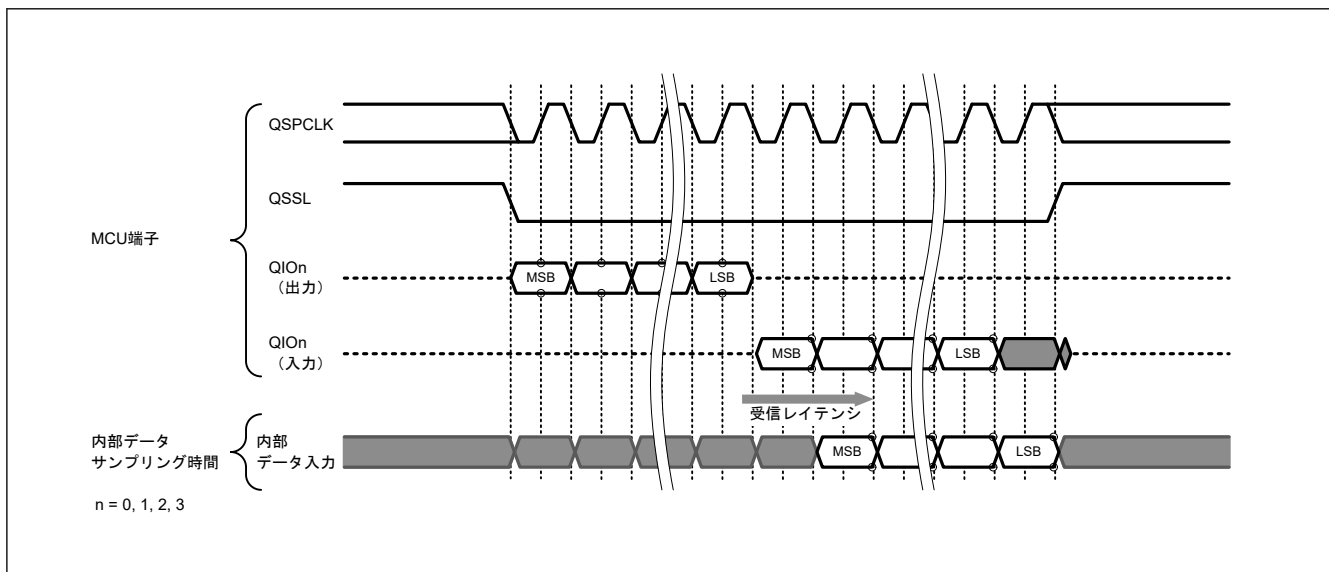 QSPCLK
QSSL
MCU端子
QIOn
（出力）
MSB
LSB
QIOn
（入力）
MSB
LSB
受信レイテンシ
内部データ
サンプリング時間
内部
データ入力
MSB
LSB
n = 0, 1, 2, 3